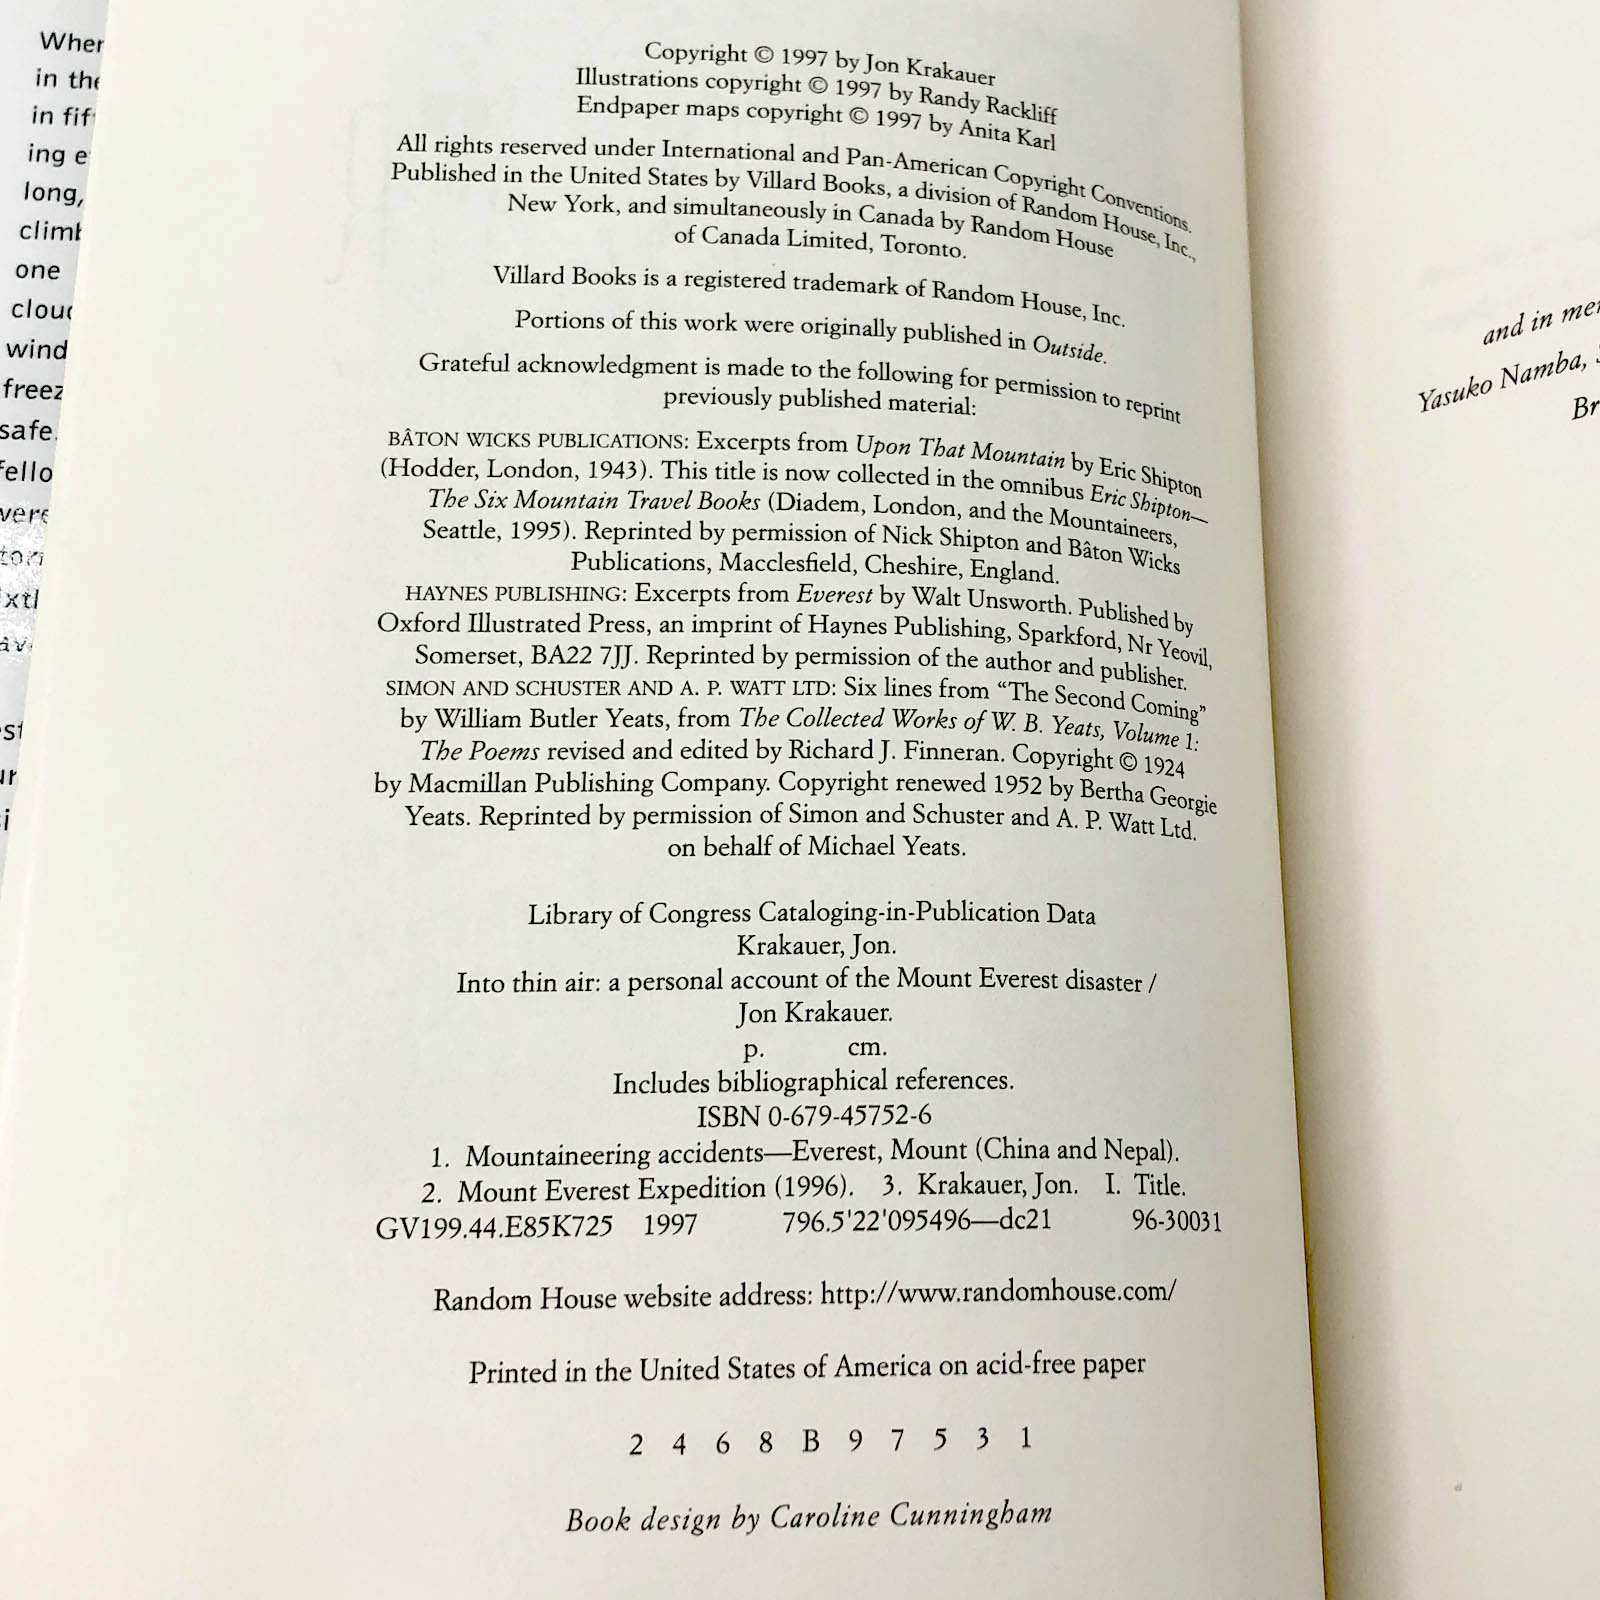 Copyright © 1997 by Jon Krakauer
Illustrations copyright © 1997 by Randy Rackliff
Endpaper maps copyright © 1997 by Anita Karl
All rights reserved under International and Pan-American Copyright Conventions.
Published in the United States by Villard Books, a division of Random House, Inc.,
New York, and simultaneously in Canada by Random House
of Canada Limited, Toronto.
Villard Books is a registered trademark of Random House, Inc.
Portions of this work were originally published in Outside.
Grateful acknowledgment is made to the following for permission to reprint
previously published material:
BÂTON WICKS PUBLICATIONS: Excerpts from Upon That Mountain by Eric Shipton
(Hodder, London, 1943). This title is now collected in the omnibus Eric Shipton—
The Six Mountain Travel Books (Diadem, London, and the Mountaineers,
Seattle, 1995). Reprinted by permission of Nick Shipton and Bâton Wicks
Publications, Macclesfield, Cheshire, England.
HAYNES PUBLISHING: Excerpts from Everest by Walt Unsworth. Published by
Oxford Illustrated Press, an imprint of Haynes Publishing, Sparkford, Nr Yeovil,
Somerset, BA22 7JJ. Reprinted by permission of the author and publisher.
SIMON AND SCHUSTER AND A. P. WATT LTD: Six lines from “The Second Coming”
by William Butler Yeats, from The Collected Works of W. B. Yeats, Volume 1:
The Poems revised and edited by Richard J. Finneran. Copyright © 1924
by Macmillan Publishing Company. Copyright renewed 1952 by Bertha Georgie
Yeats. Reprinted by permission of Simon and Schuster and A. P. Watt Ltd.
on behalf of Michael Yeats.
Library of Congress Cataloging-in-Publication Data
Krakauer, Jon.
Into thin air: a personal account of the Mount Everest disaster /
Jon Krakauer.
p. cm.
Includes bibliographical references.
ISBN 0-679-45752-6
1. Mountaineering accidents—Everest, Mount (China and Nepal).
2. Mount Everest Expedition (1996). 3. Krakauer, Jon. I. Title.
GV199.44.E85K725 1997 796.5'22'095496—dc21 96-30031
Random House website address: http://www.randomhouse.com/
Printed in the United States of America on acid-free paper
2 4 6 8 B 9 7 5 3 1
Book design by Caroline Cunningham
in
in
long,
one
wind
safe.
and in
Yasuko Namba,